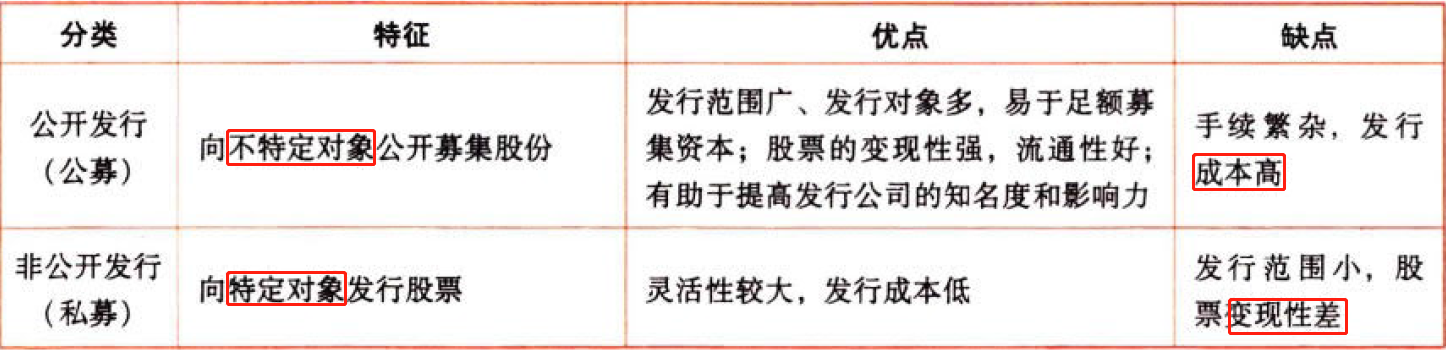 分类 特征 优点 缺点
公开发行
（公募）
向不特定对象公开募集股份
发行范围广、发行对象多，易于足额募
集资本；股票的变现性强，流通性好；
有助于提高发行公司的知名度和影响力
手续繁杂，发行
成本高
非公开发行
（私募）
向特定对象发行股票
灵活性较大，发行成本低
发行范围小，股
票变现性差